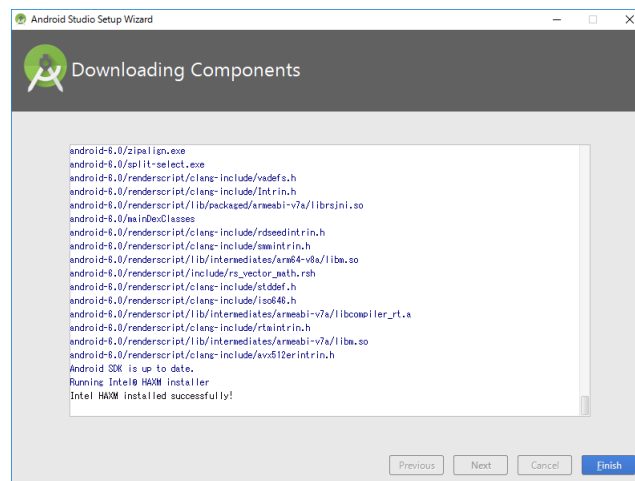 Android Studio Setup Wizard
Downloading Components
android-6.0/zipalign.exe
android-6.0/split-select.exe
android-6.0/renderscript/clang-include/vadefs.h
android-6.0/renderscript/clang-include/Intrin.h
android-6.0/renderscript/lib/packaged/armeabi-v7a/librsjni.so
android-6.0/mainDexClasses
android-6.0/renderscript/clang-include/rdseedintrin.h
android-6.0/renderscript/clang-include/smmintrin.h
android-6.0/renderscript/lib/intermediates/arm64-v8a/libm.so
android-6.0/renderscript/include/rs_vector_math.rsh
android-6.0/renderscript/clang-include/stddef.h
android-6.0/renderscript/clang-include/iso646.h
android-6.0/renderscript/lib/intermediates/armeabi-v7a/libcompiler_rt.a
android-6.0/renderscript/clang-include/rtmintrin.h
android-6.0/renderscript/lib/intermediates/armeabi-v7a/libm.so
android-6.0/renderscript/clang-include/avx512erintrin.h
Android SDK is up to date.
Running Intel® HAXM installer
Intel HAXM installed successfully!
Previous Next Cancel Finish